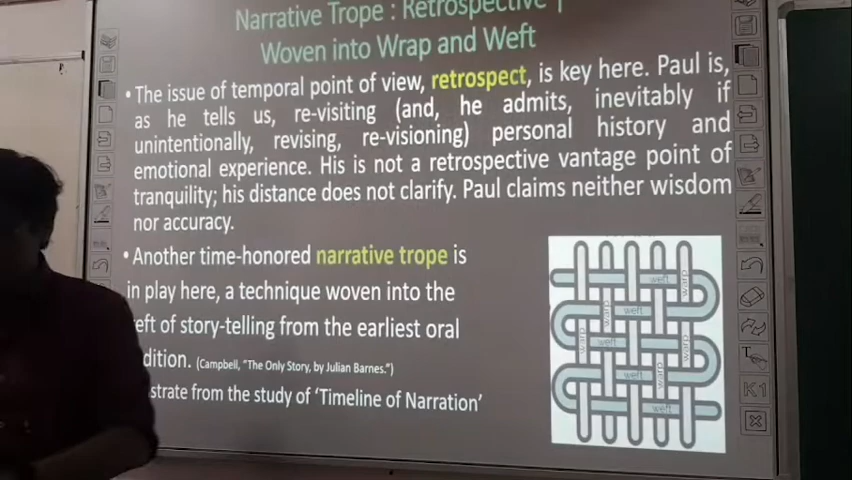 Narrative Trope : Retrospective |
Woven into Wrap and Weft
• The issue of temporal point of view, retrospect, is key here. Paul is,
as he tells us, re-visiting (and, he admits, inevitably if
unintentionally, revising, re-visioning) personal history and
emotional experience. His is not a retrospective vantage point of
tranquility; his distance does not clarify. Paul claims neither wisdom
nor accuracy.
• Another time-honored narrative trope is
in play here, a technique woven into the
eft of story-telling from the earliest oral
dition. (Campbell, "The Only Story, by Julian Barnes.")
strate from the study of 'Timeline of Narration'
weft
warp
warp
weft
warp
weft
warp
weft
warp
weft
K1